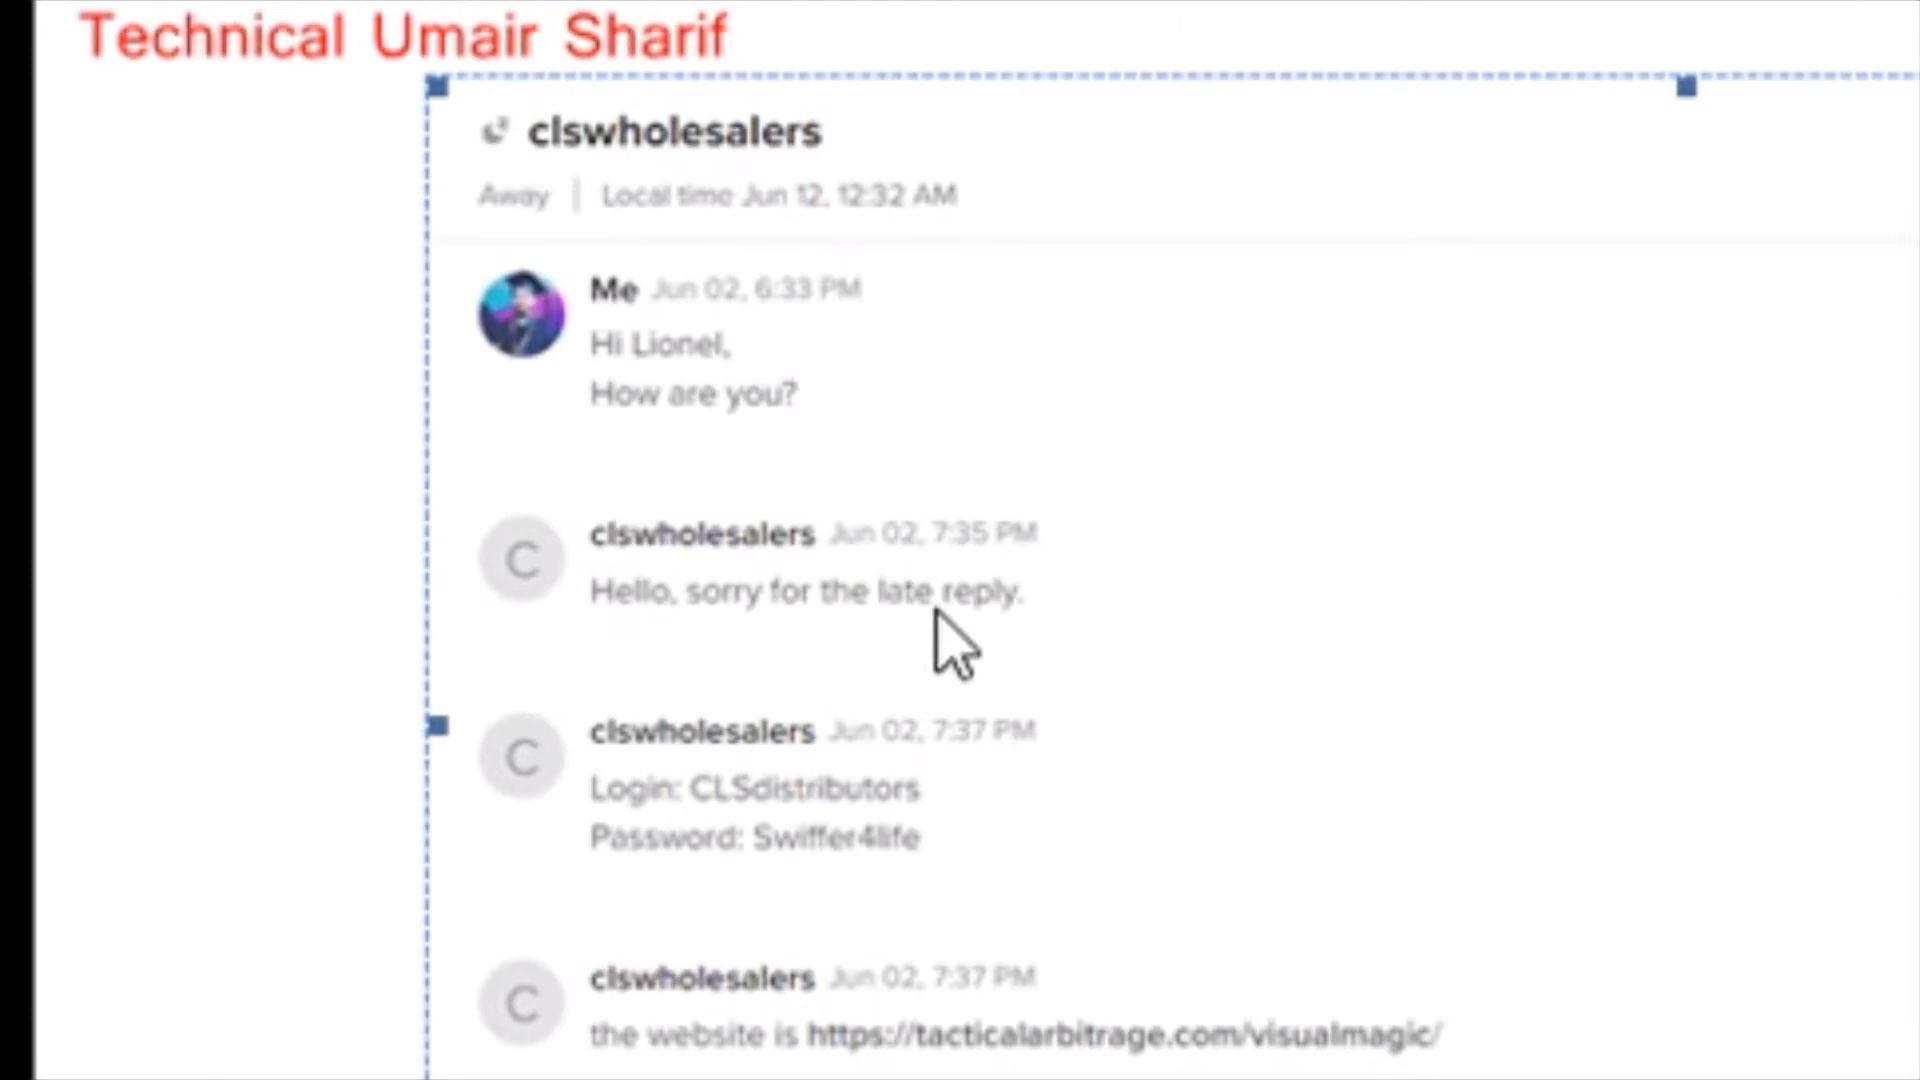 Technical Umair Sharif
clswholesalers
Away | Local time Jun 12, 12:32 AM
Me Jun 02, 6:33 PM
Hi Lionel,
How are you?
clswholesalers Jun 02, 7:35 PM
C
Hello, sorry for the late reply.
clswholesalers Jun 02, 7:37 PM
C
Login: CLSdistributors
Password: Swiffer4life
clswholesalers Jun 02, 7:37 PM
C
the website is https://tacticalarbitrage.com/visualmagic/